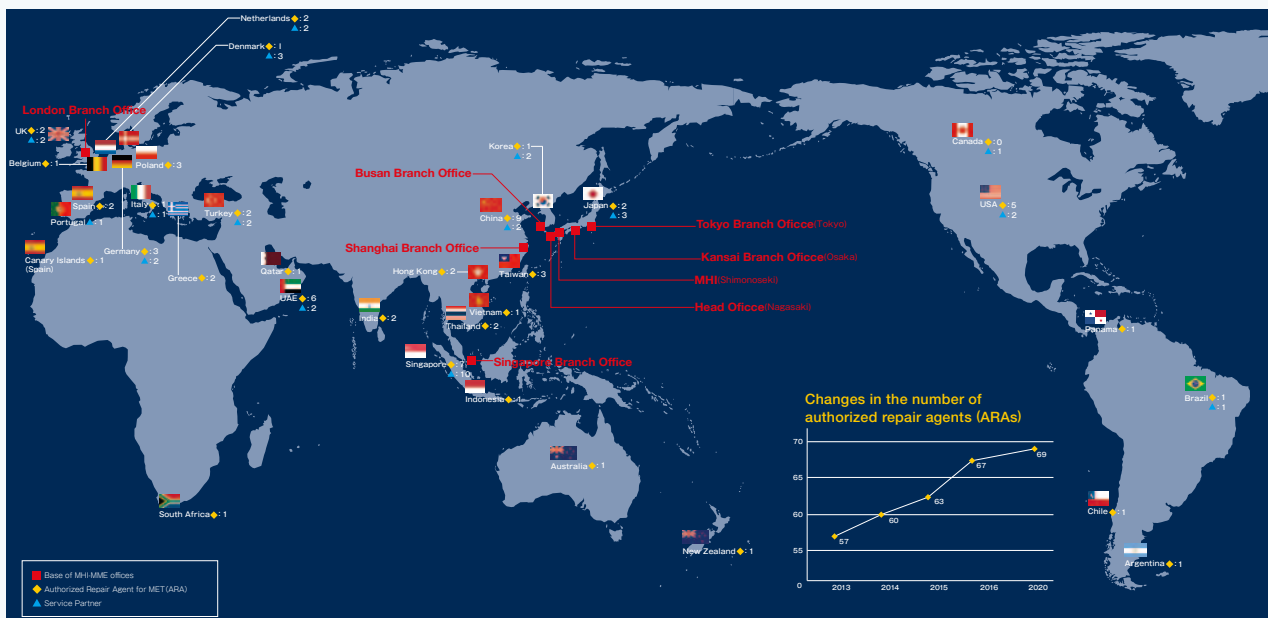 Netherlands◆: 2
▲: 2
Denmark◆: 1
▲: 3
London Branch Office
UK◆: 2
▲: 2
Belgium◆: 1
Poland◆: 3
Spain◆: 2
Portugal▲: 1
Italy◆: 1
▲: 1
Turkey◆: 2
▲: 2
Canary Islands◆: 1
(Spain)
Germany◆: 3
▲: 2
Greece◆: 2
Qatar◆: 1
UAE◆: 6
▲: 2
South Africa◆: 1
Korea◆: 1
▲: 2
Busan Branch Office
China◆: 9
▲: 2
Japan◆: 2
▲: 3
Shanghai Branch Office
Hong Kong◆: 2
Taiwan◆: 3
India◆: 2
Vietnam◆: 1
Thailand◆: 2
Singapore◆: 7
▲: 10
Singapore Branch Office
Indonesia◆: 1
Australia◆: 1
New Zealand◆: 1
Tokyo Branch Oficce(Tokyo)
Kansai Branch Oficce(Osaka)
MHI(Shimonoseki)
Head Oficce(Nagasaki)
Canada◆: 0
▲: 1
USA◆: 5
▲: 2
Panama◆: 1
Brazil◆: 1
▲: 1
Chile◆: 1
Argentina◆: 1
Changes in the number of
authorized repair agents (ARAs)
70
65
60
55
0
57
60
63
67
69
2013 2014 2015 2016 2020
■ Base of MHI-MME offices
◆ Authorized Repair Agent for MET(ARA)
▲ Service Partner